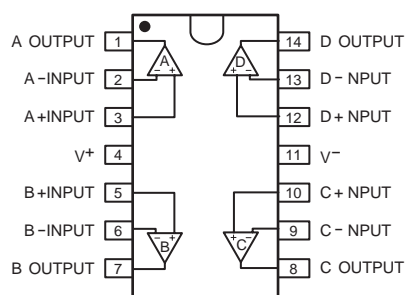 A OUTPUT 1 14 D OUTPUT
A D
A−INPUT 2 − + + − 13 D− NPUT
A+INPUT 3 12 D+ NPUT
V+ 4 11 V−
B+INPUT 5 10 C+ NPUT
B−INPUT 6 − + + − 9 C− NPUT
B C
B OUTPUT 7 8 C OUTPUT